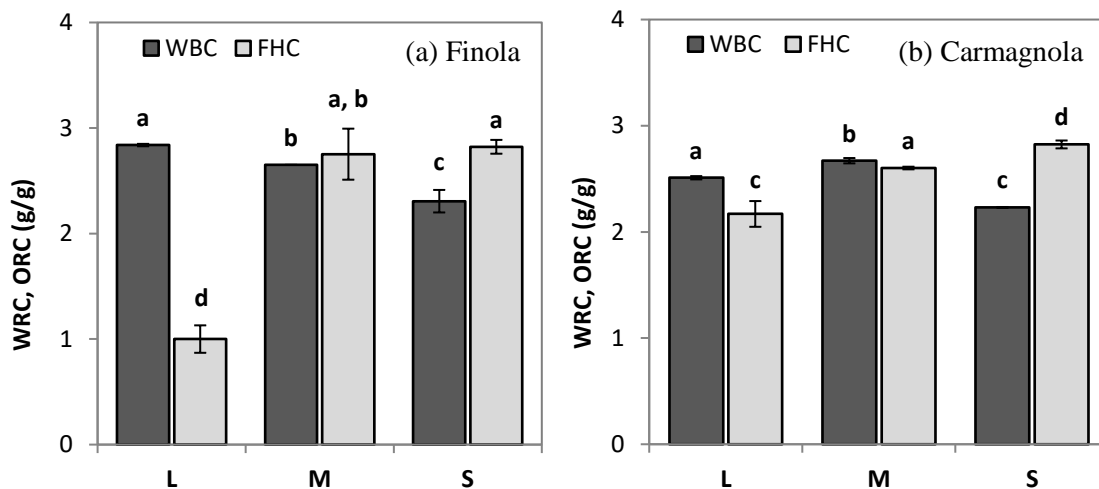 WRC, ORC (g/g)
4
3
2
1
0
WBC FHC
(a) Finola
a
d
b
a, b
c
a
L M S
WRC, ORC (g/g)
4
3
2
1
0
WBC FHC
(b) Carmagnola
a
c
b
a
c
d
L M S